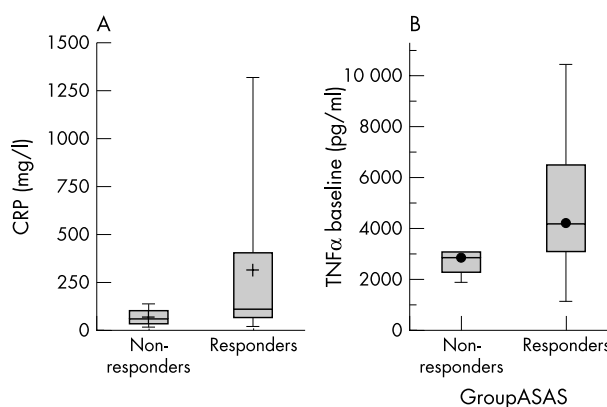 A
1500
1250
1000
750
500
250
0
CRP (mg/l)
Non-
responders
Responders
B
10 000
8000
6000
4000
2000
0
TNFα baseline (pg/ml)
Non-
responders
Responders
GroupASAS